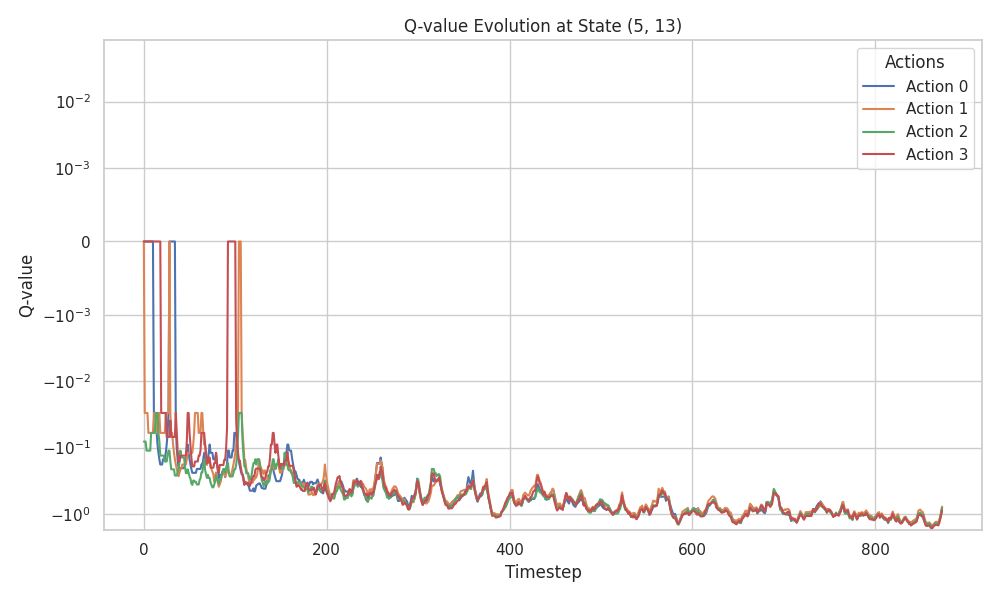 Q-value Evolution at State (5, 13)
Actions
Action 0
Action 1
Action 2
Action 3
Q-value
10⁻²
10⁻³
0
−10⁻³
−10⁻²
−10⁻¹
−10⁰
0
200
400
600
800
Timestep